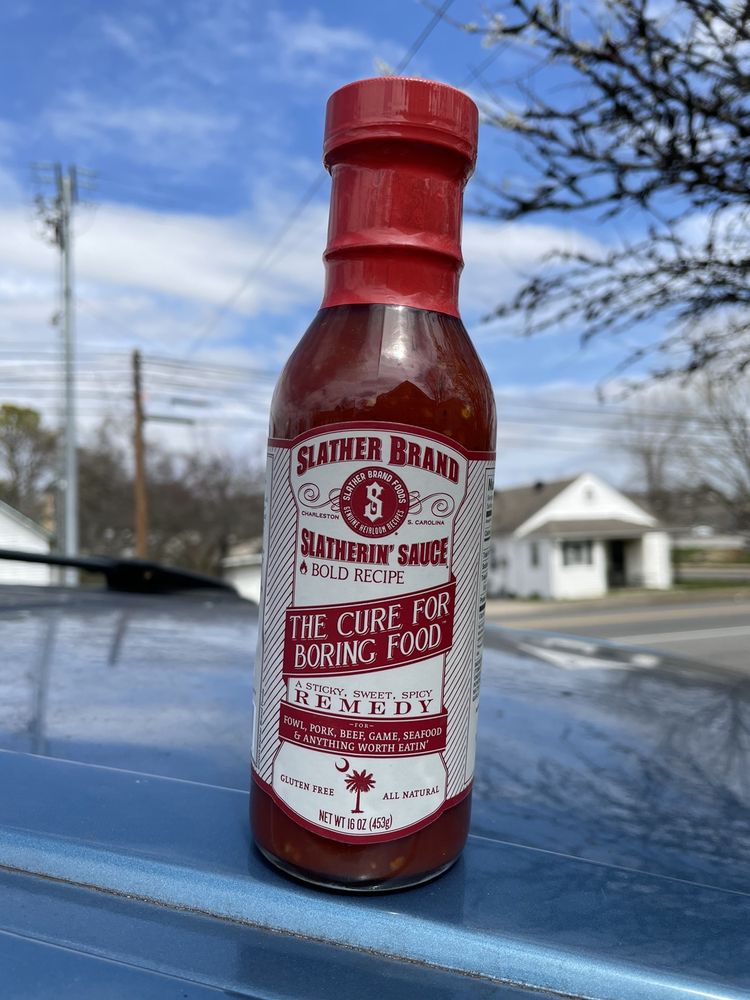 SLATHER BRAND
SLATHER BRAND FOODS
S
GENUINE HEIRLOOM RECIPES
CHARLESTON S. CAROLINA
SLATHERIN' SAUCE
BOLD RECIPE
THE CURE FOR
BORING FOOD™
A STICKY, SWEET, SPICY
REMEDY
-FOR-
FOWL, PORK, BEEF, GAME, SEAFOOD
& ANYTHING WORTH EATIN'
GLUTEN FREE ALL NATURAL
NET WT 16 OZ (453g)